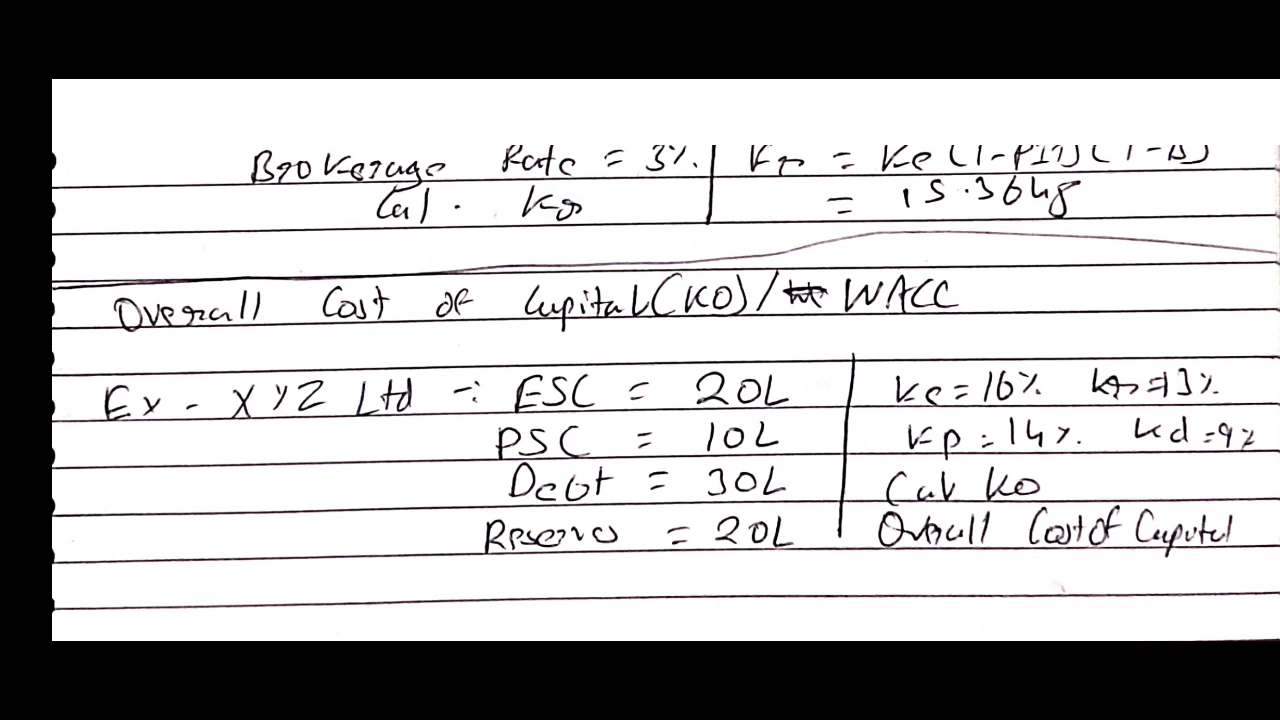 Brokerage Rate = 3%. Kr = Ke (1-PIT) (1-B)
Cal. Kr = 15.3648
Overall Cost of Capital (KO) / WACC
Ex - XYZ Ltd -: ESC = 20L Ke = 16% Kr = 13%.
PSC = 10L Kp = 14%. Kd = 9%
Debt = 30L Cal KO
Reserves = 20L Overall Cost of Capital